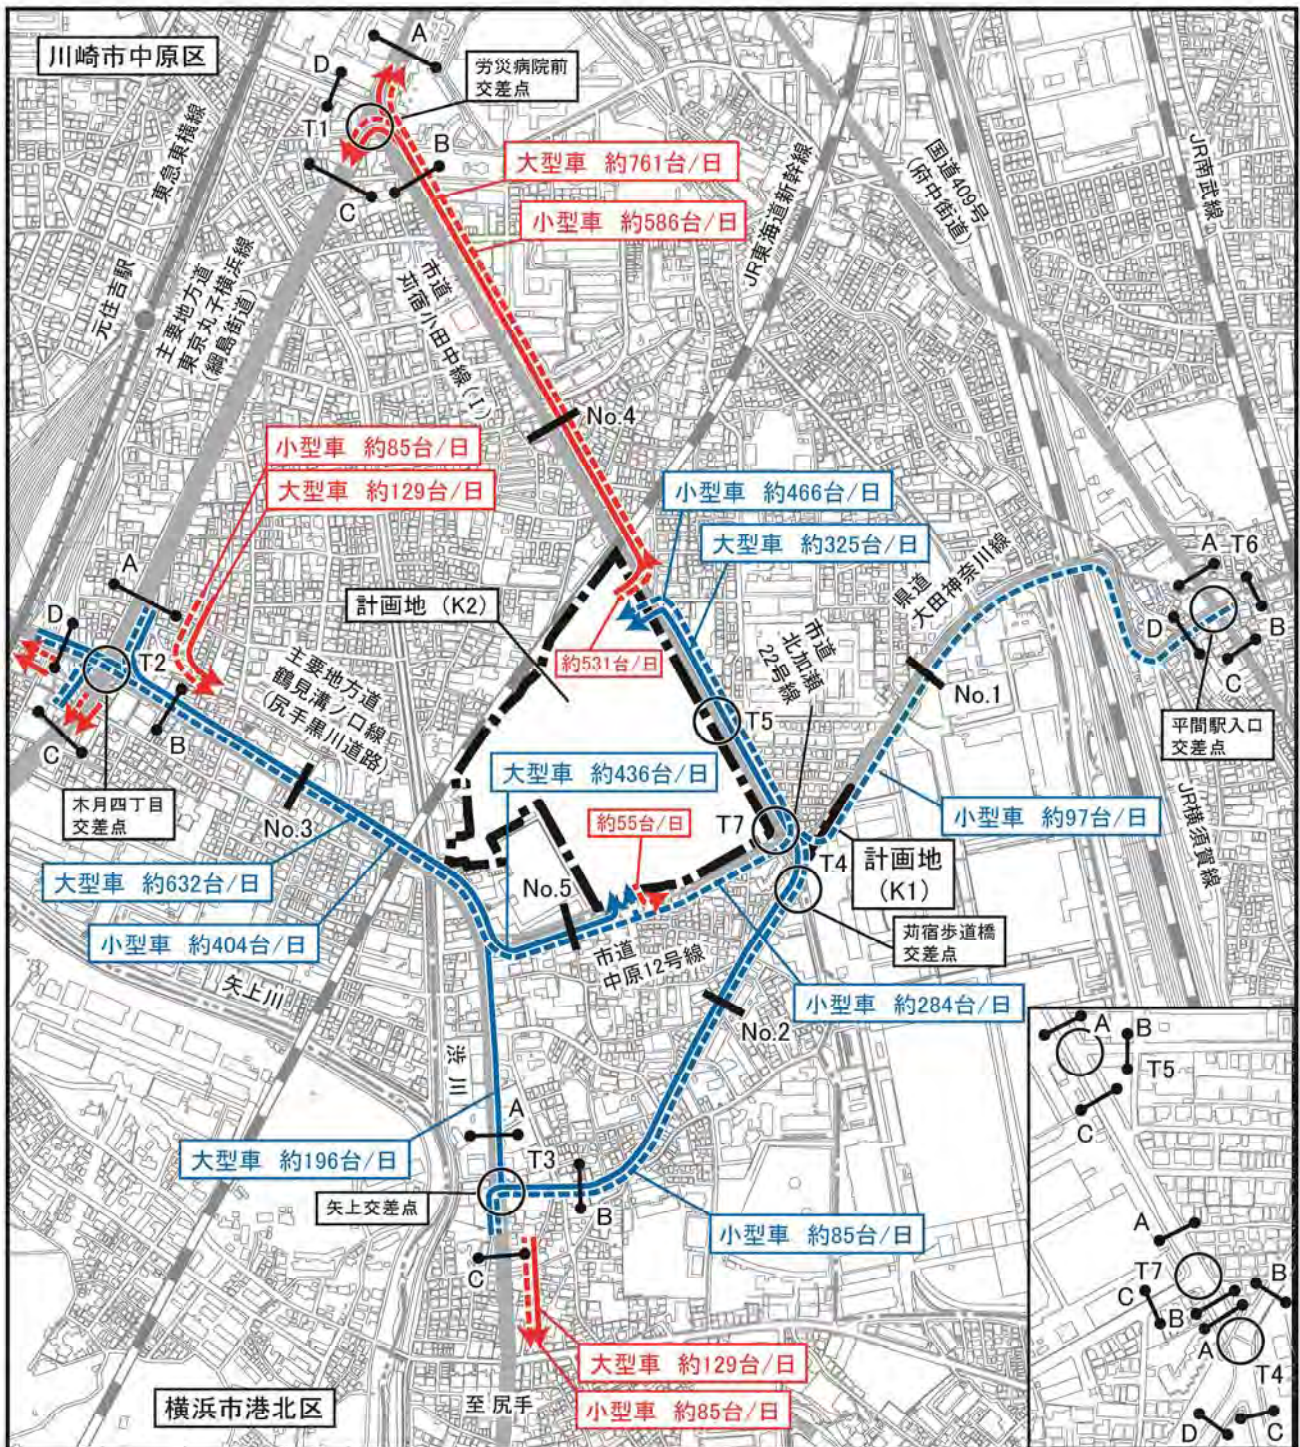 川崎市中原区
A
D
労災病院前
交差点
T1
B
C
大型車 約761台/日
小型車 約586台/日
東急東横線
元住吉駅
主要地方道
東京丸子横浜線
(綱島街道)
市道
苅宿小田中線(Ⅰ)
JR東海道新幹線
国道409号
(府中街道)
JR南武線
No.4
小型車 約85台/日
大型車 約129台/日
小型車 約466台/日
大型車 約325台/日
県道
大田神奈川線
A
T6
D
B
C
平間駅入口
交差点
JR横須賀線
計画地 (K2)
約531台/日
市道
北加瀬
22号線
No.1
A
D
T2
B
C
木月四丁目
交差点
主要地方道
鶴見溝ノ口線
(尻手黒川道路)
No.3
T5
大型車 約436台/日
約55台/日
T7
T4
小型車 約97台/日
計画地
(K1)
苅宿歩道橋
交差点
大型車 約632台/日
小型車 約404台/日
No.5
市道
中原12号線
小型車 約284台/日
No.2
矢上川
渋川
大型車 約196台/日
A
T3
B
C
矢上交差点
小型車 約85台/日
大型車 約129台/日
小型車 約85台/日
至 尻手
横浜市港北区
A
B
T5
C
A
T7
C
B
B
A
T4
D
C